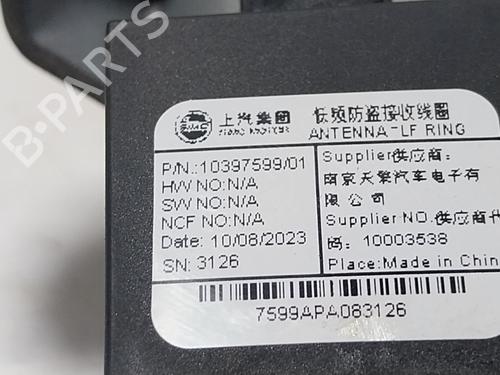 B-PARTS
上汽集团
低频防盗接收线圈
ANTENNA-LF RING
P/N:10397599/01
HW NO:N/A
SW NO:N/A
NCF NO:N/A
Date: 10/08/2023
SN: 3126
Supplier供应商:
南京天擎汽车电子有
限公司
Supplier NO.供应商代
码: 10003538
Place:Made in Chin
7599APA083126